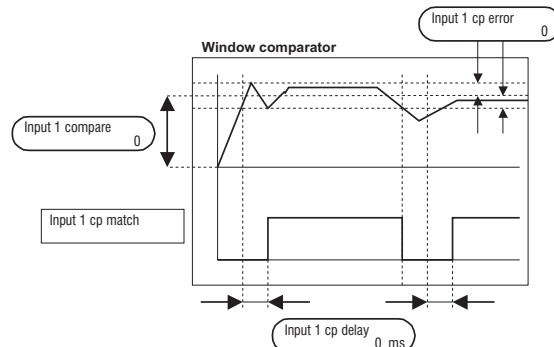 Input 1 cp error
0
Window comparator
Input 1 compare
0
Input 1 cp match
Input 1 cp delay
0 ms